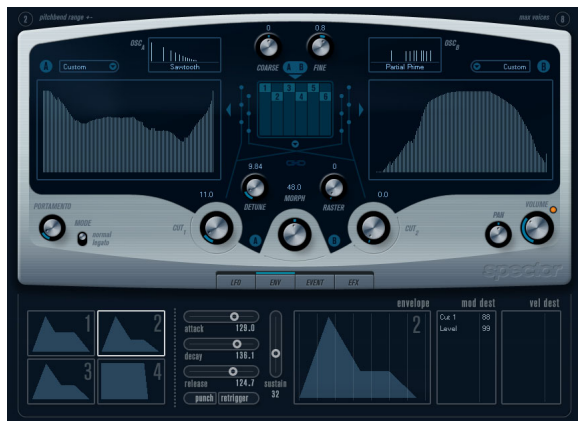 2 pitchbend range +- max voices 8
0 0.8
OSC A OSC B
COARSE A B FINE
Sawtooth Partial Prime
A Custom Custom B
1 3 5
2 4 6
9.84 0
48.0
DETUNE MORPH RASTER
11.0 0.0
PORTAMENTO VOLUME
MODE PAN
normal
legato
CUT 1 CUT 2
A B
spector
LFO ENV EVENT EFX
envelope mod dest vel dest
1 2
3 4
attack 129.0
decay 136.1
release 124.7
punch retrigger
sustain
32
2
Cut 1 88
Level 99